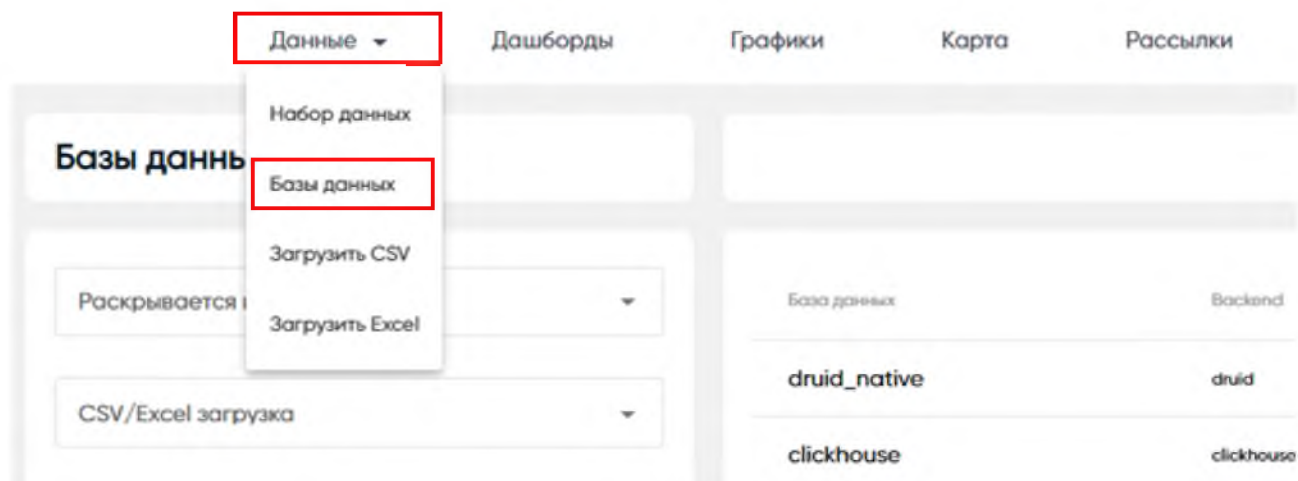 Данные Дашборды Графики Карта Рассылки
Набор данных
Базы данн
Базы данных
Загрузить CSV
Раскрывается
Загрузить Excel
CSV/Excel загрузка
База данных Backend
druid_native druid
clickhouse clickhouse